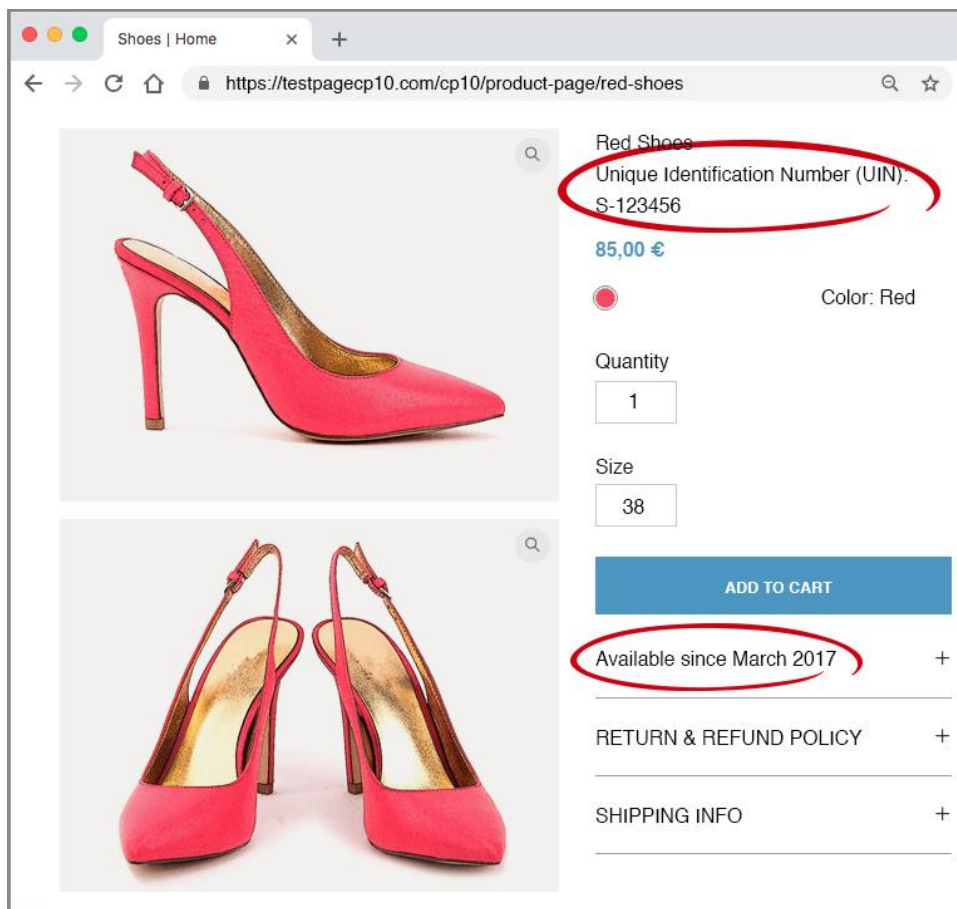 Shoes | Home
https://testpagecp10.com/cp10/product-page/red-shoes
Red Shoes
Unique Identification Number (UIN):
S-123456
85,00 €
Color: Red
Quantity
1
Size
38
ADD TO CART
Available since March 2017
RETURN & REFUND POLICY
SHIPPING INFO